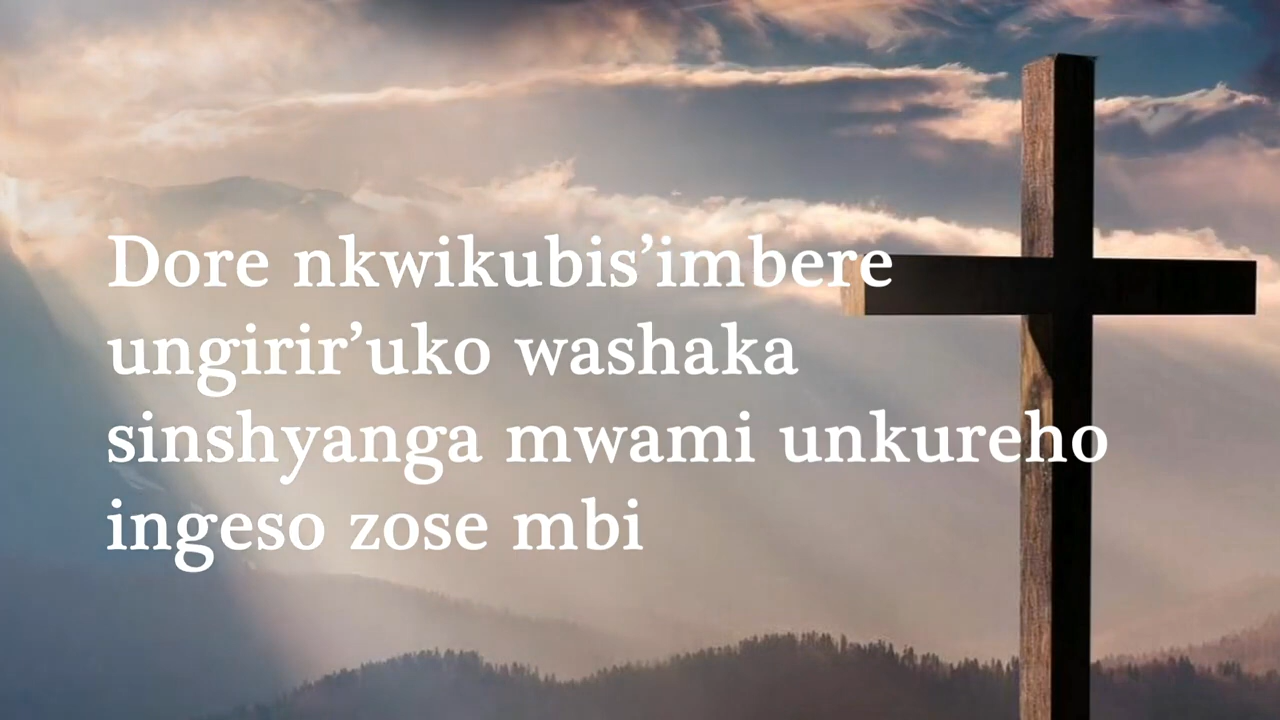 Dore nkwikubis’imbere
ungirir’uko washaka
sinshyanga mwami unkureho
ingeso zose mbi